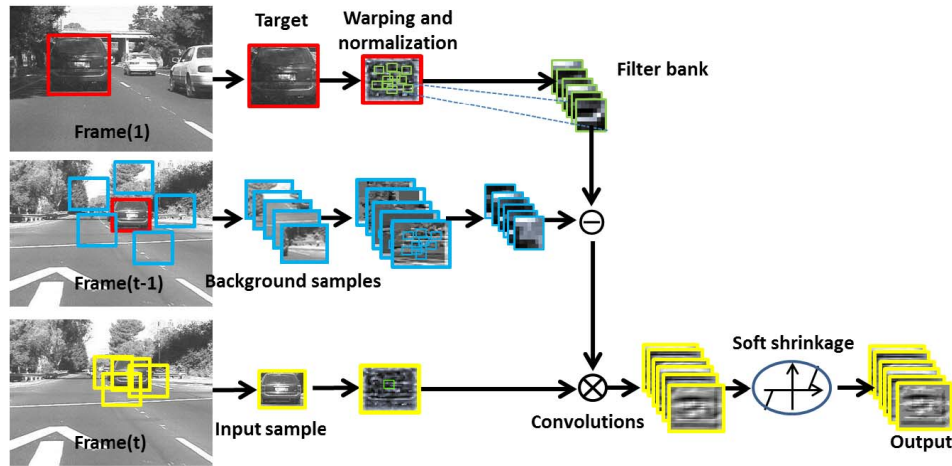 Target
Warping and
normalization
Filter bank
Frame(1)
Frame(t-1)
Background samples
Soft shrinkage
Frame(t)
Input sample
Convolutions
Output